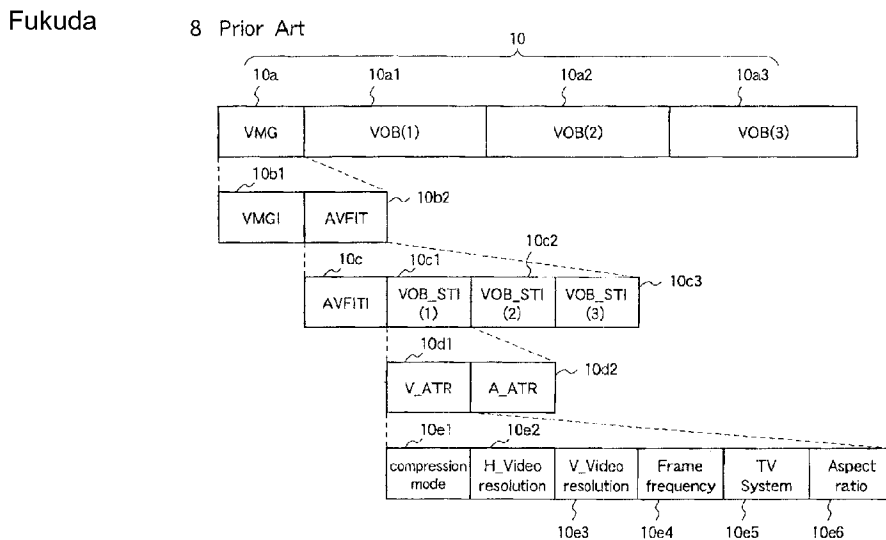 Fukuda
8 Prior Art
10
10a 10a1 10a2 10a3
VMG VOB(1) VOB(2) VOB(3)
10b1
10b2
VMGI AVFIT
10c 10c1 10c2
10c3
AVFITI VOB_STI (1) VOB_STI (2) VOB_STI (3)
10d1
10d2
V_ATR A_ATR
10e1 10e2
compression mode H_Video resolution V_Video resolution Frame frequency TV System Aspect ratio
10e3 10e4 10e5 10e6